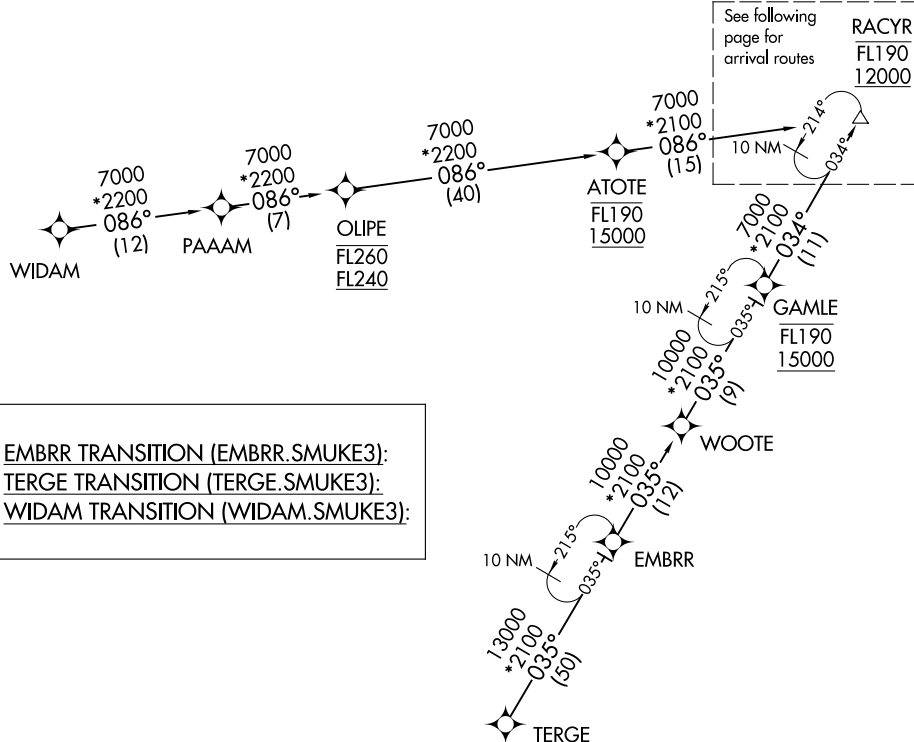 See following
page for
arrival routes
RACYR
FL190
12000
214°
10 NM
034°
7000
*2200
086°
(12)
7000
*2200
086°
(7)
7000
*2200
086°
(40)
7000
*2100
086°
(15)
WIDAM
PAAAM
OLIPE
FL260
FL240
ATOTE
FL190
15000
7000
*2100
034°
(11)
215°
10 NM
035°
GAMLE
FL190
15000
10000
*2100
035°
(9)
WOOTE
EMBRR TRANSITION (EMBRR.SMUKE3):
TERGE TRANSITION (TERGE.SMUKE3):
WIDAM TRANSITION (WIDAM.SMUKE3):
10000
*2100
035°
(12)
215°
10 NM
035°
EMBRR
13000
*2100
035°
(50)
TERGE